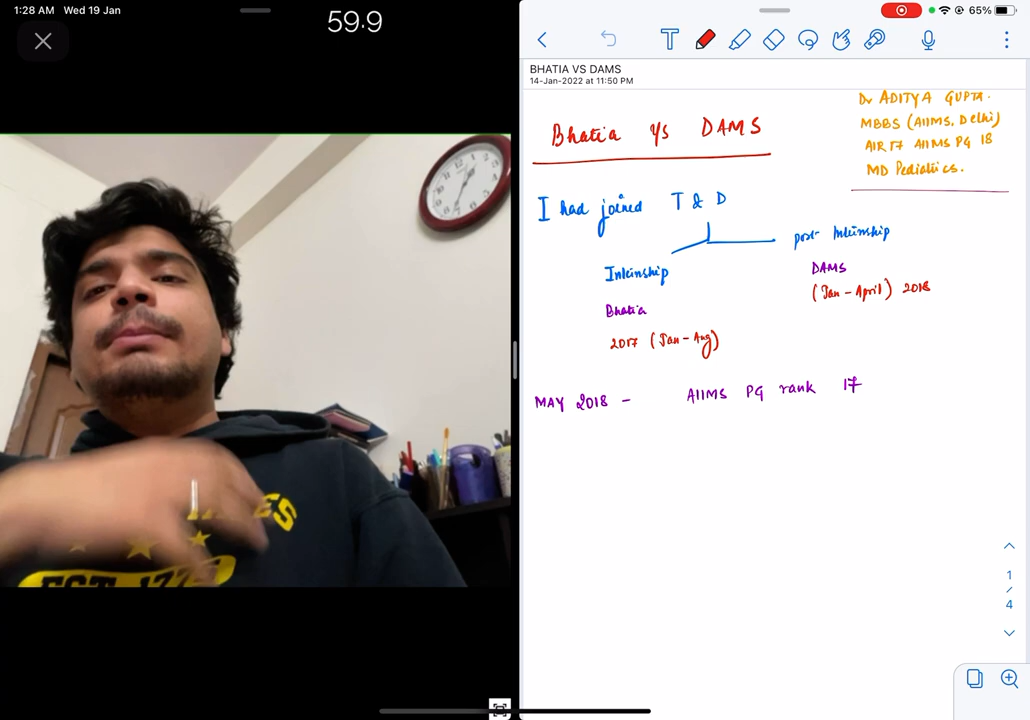 1:28 AM Wed 19 Jan
59.9
65%
BHATIA VS DAMS
14-Jan-2022 at 11:50 PM
Dr ADITYA GUPTA.
MBBS (AIIMS, Delhi)
AIR 17 AIIMS PG 18
MD Pediatrics.
Bhatia v/s DAMS
I had joined T & D
Internship
post- Internship
Bhatia
DAMS
2017 (Jan - Aug)
(Jan - April) 2018
MAY 2018 - AIIMS PG rank 17
1
/
4